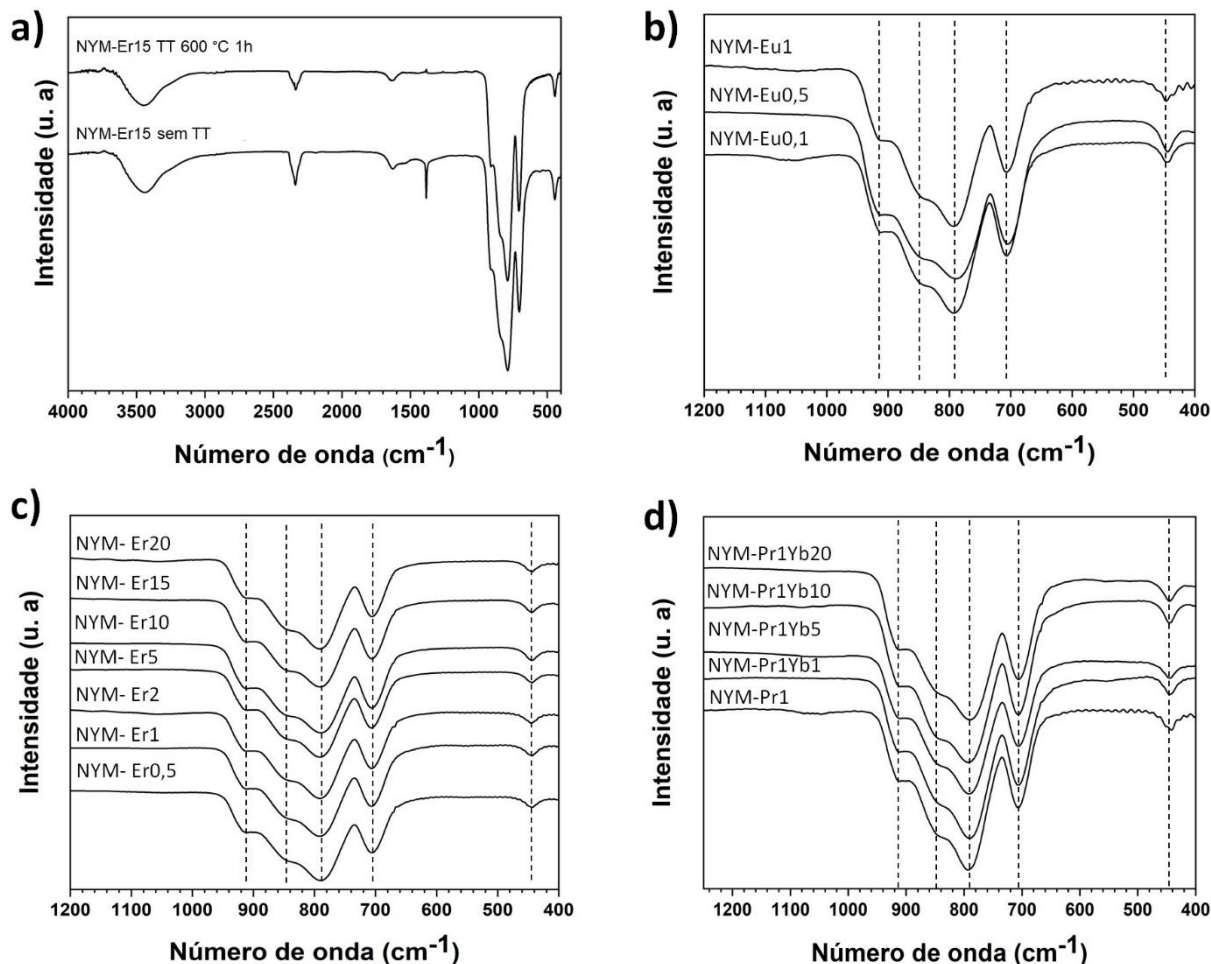 a)
NYM-Er15 TT 600 °C 1h
NYM-Er15 sem TT
Intensidade (u. a)
4000 3500 3000 2500 2000 1500 1000 500
Número de onda (cm-1)
b)
NYM-Eu1
NYM-Eu0,5
NYM-Eu0,1
Intensidade (u. a)
1200 1100 1000 900 800 700 600 500 400
Número de onda (cm-1)
c)
NYM- Er20
NYM- Er15
NYM- Er10
NYM- Er5
NYM- Er2
NYM- Er1
NYM- Er0,5
Intensidade (u. a)
1200 1100 1000 900 800 700 600 500 400
Número de onda (cm-1)
d)
NYM-Pr1Yb20
NYM-Pr1Yb10
NYM-Pr1Yb5
NYM-Pr1Yb1
NYM-Pr1
Intensidade (u. a)
1200 1100 1000 900 800 700 600 500 400
Número de onda (cm-1)